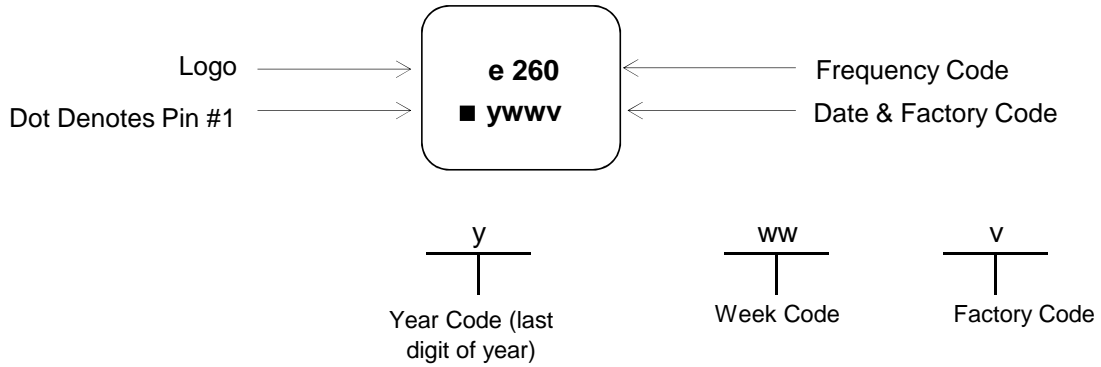 Logo
e 260
Frequency Code
Dot Denotes Pin #1
■ ywwv
Date & Factory Code
y
ww
v
Year Code (last
digit of year)
Week Code
Factory Code